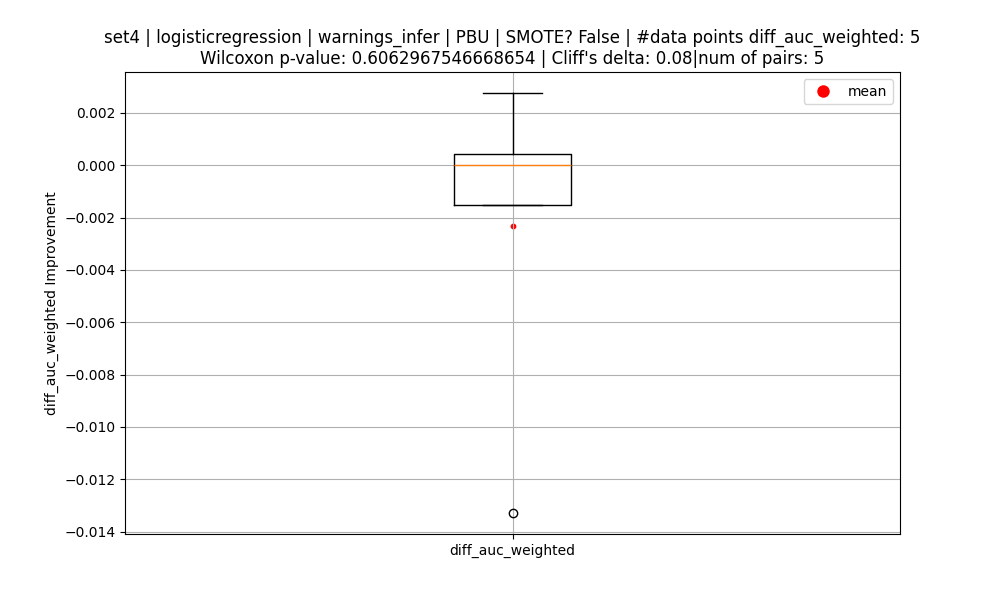 set4 | logisticregression | warnings_infer | PBU | SMOTE? False | #data points diff_auc_weighted: 5
Wilcoxon p-value: 0.6062967546668654 | Cliff's delta: 0.08|num of pairs: 5
mean
0.002
0.000
−0.002
−0.004
−0.006
−0.008
−0.010
−0.012
−0.014
diff_auc_weighted Improvement
diff_auc_weighted